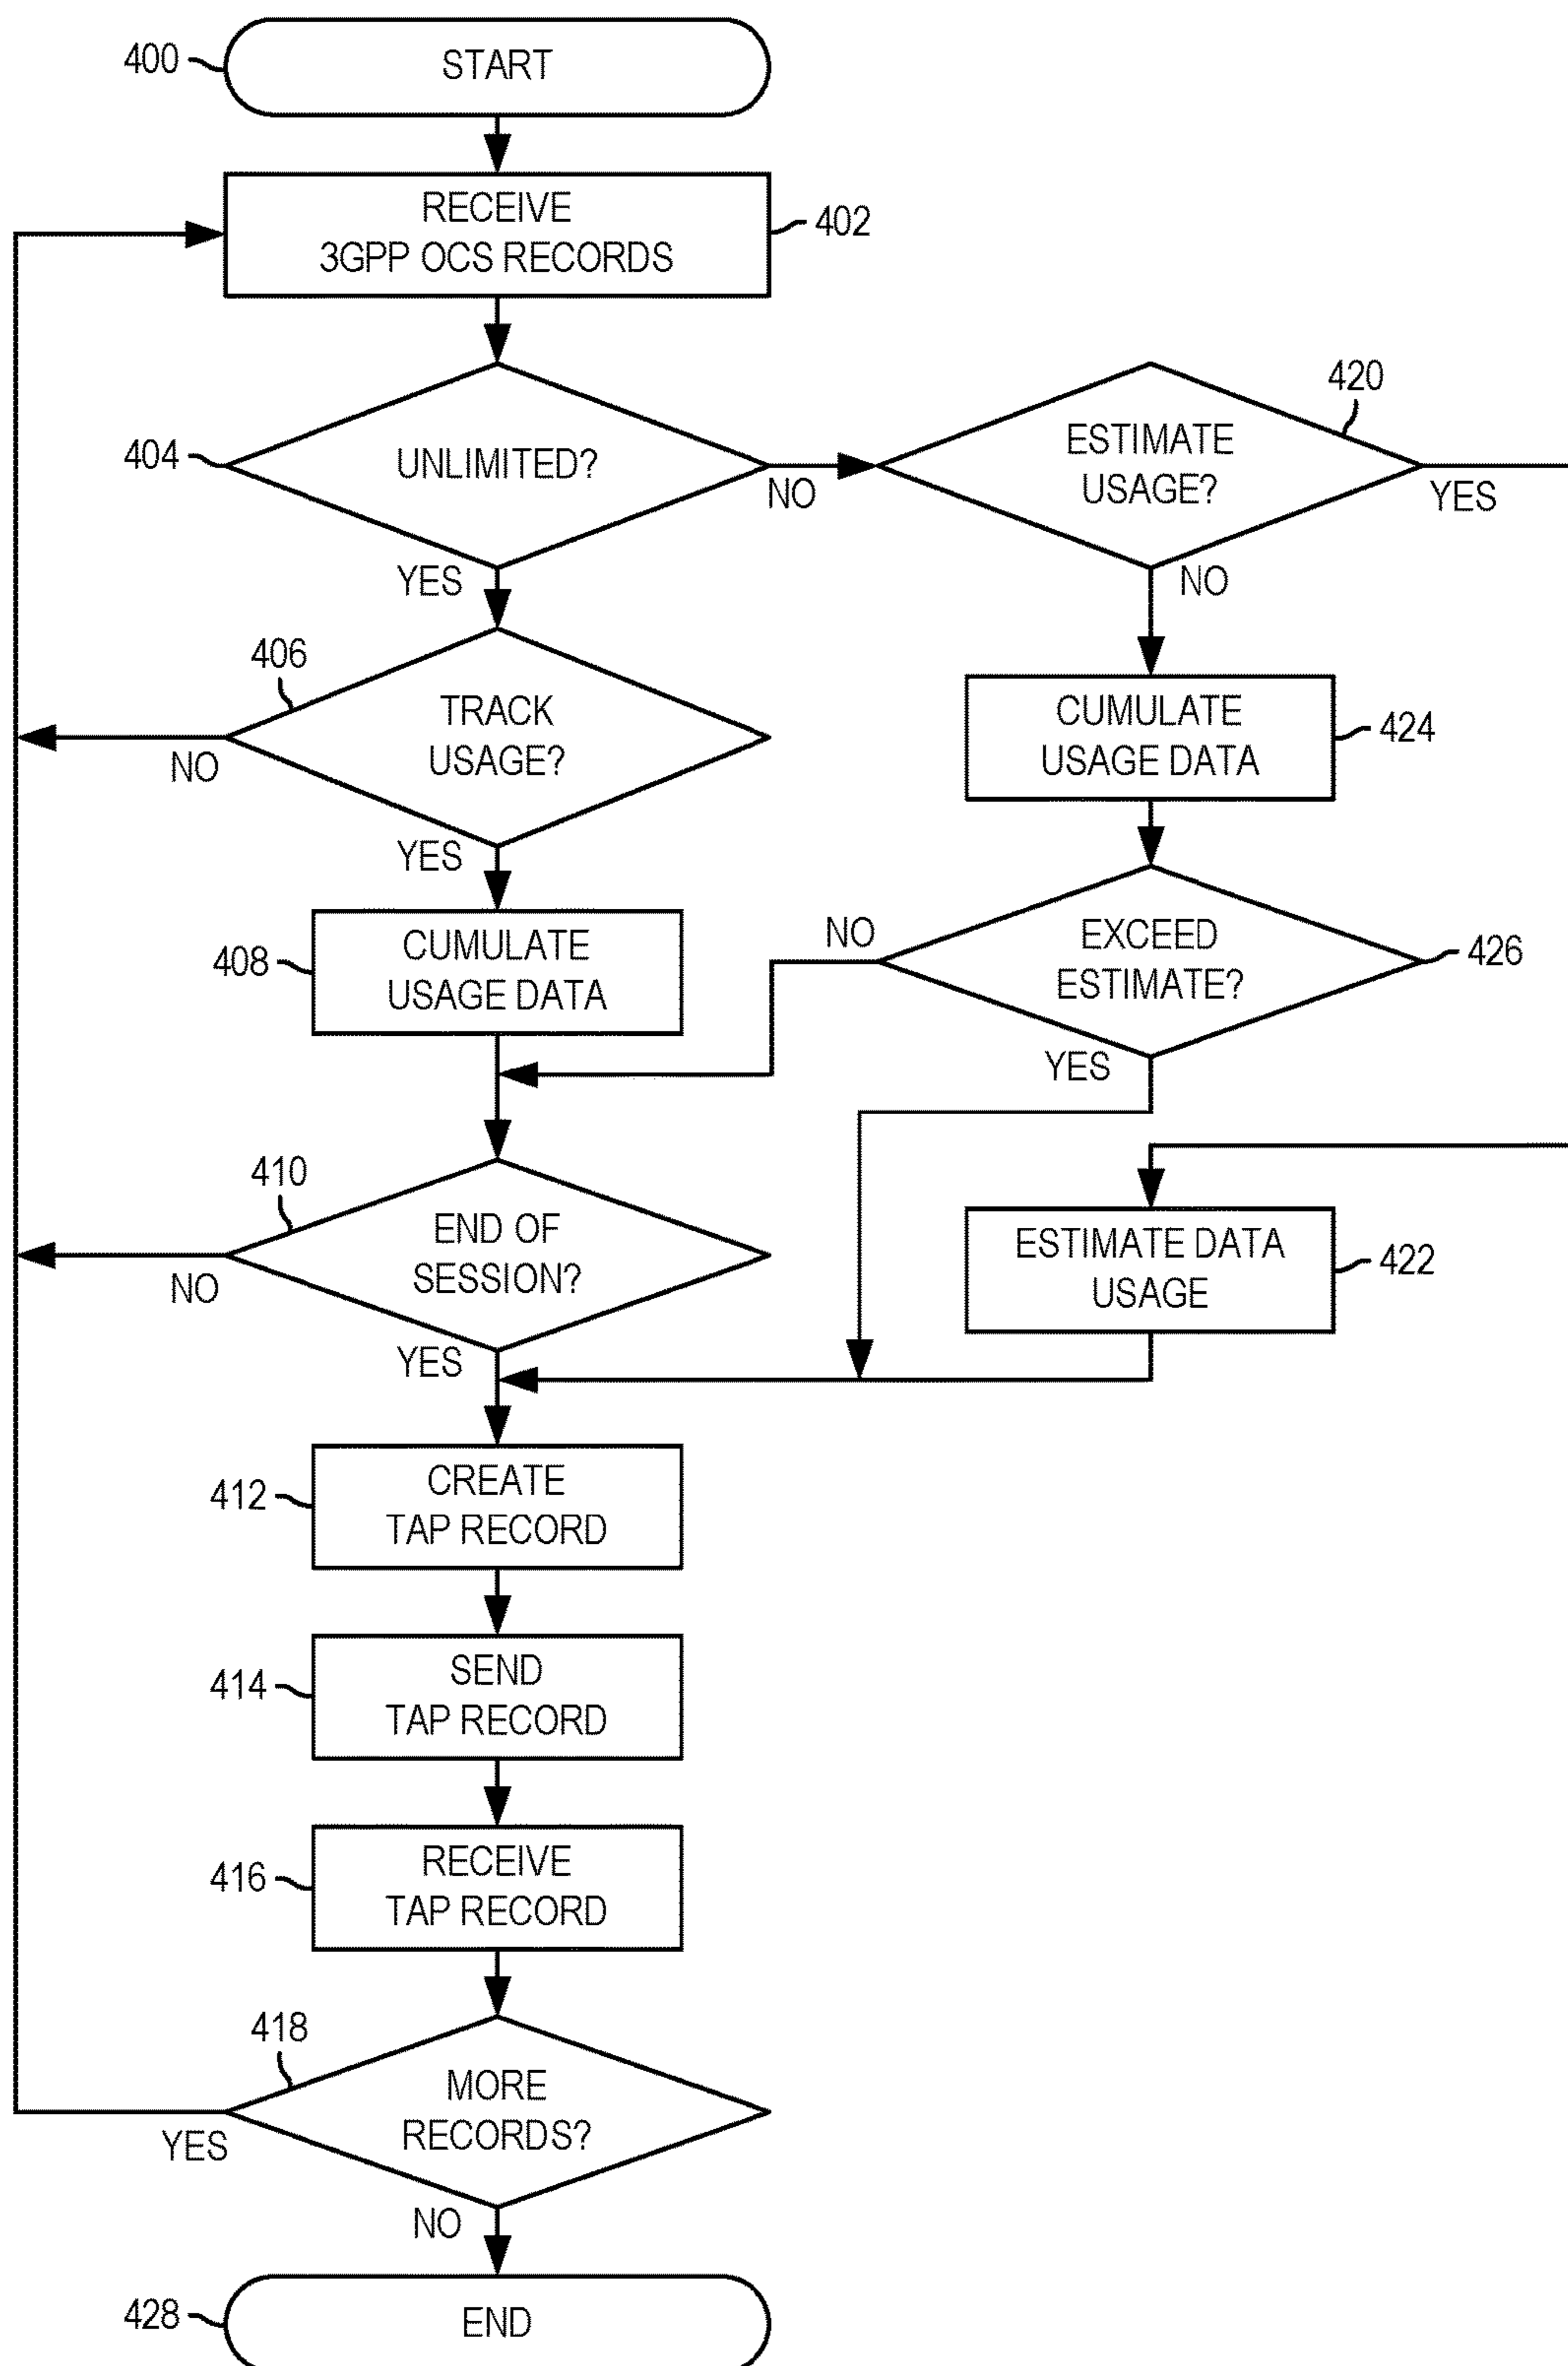 400
START
RECEIVE
3GPP OCS RECORDS
402
404
UNLIMITED?
NO
YES
420
ESTIMATE
USAGE?
YES
NO
406
TRACK
USAGE?
NO
YES
CUMULATE
USAGE DATA
424
408
CUMULATE
USAGE DATA
NO
EXCEED
ESTIMATE?
426
YES
410
END OF
SESSION?
NO
YES
ESTIMATE DATA
USAGE
422
412
CREATE
TAP RECORD
414
SEND
TAP RECORD
416
RECEIVE
TAP RECORD
418
MORE
RECORDS?
YES
NO
428
END